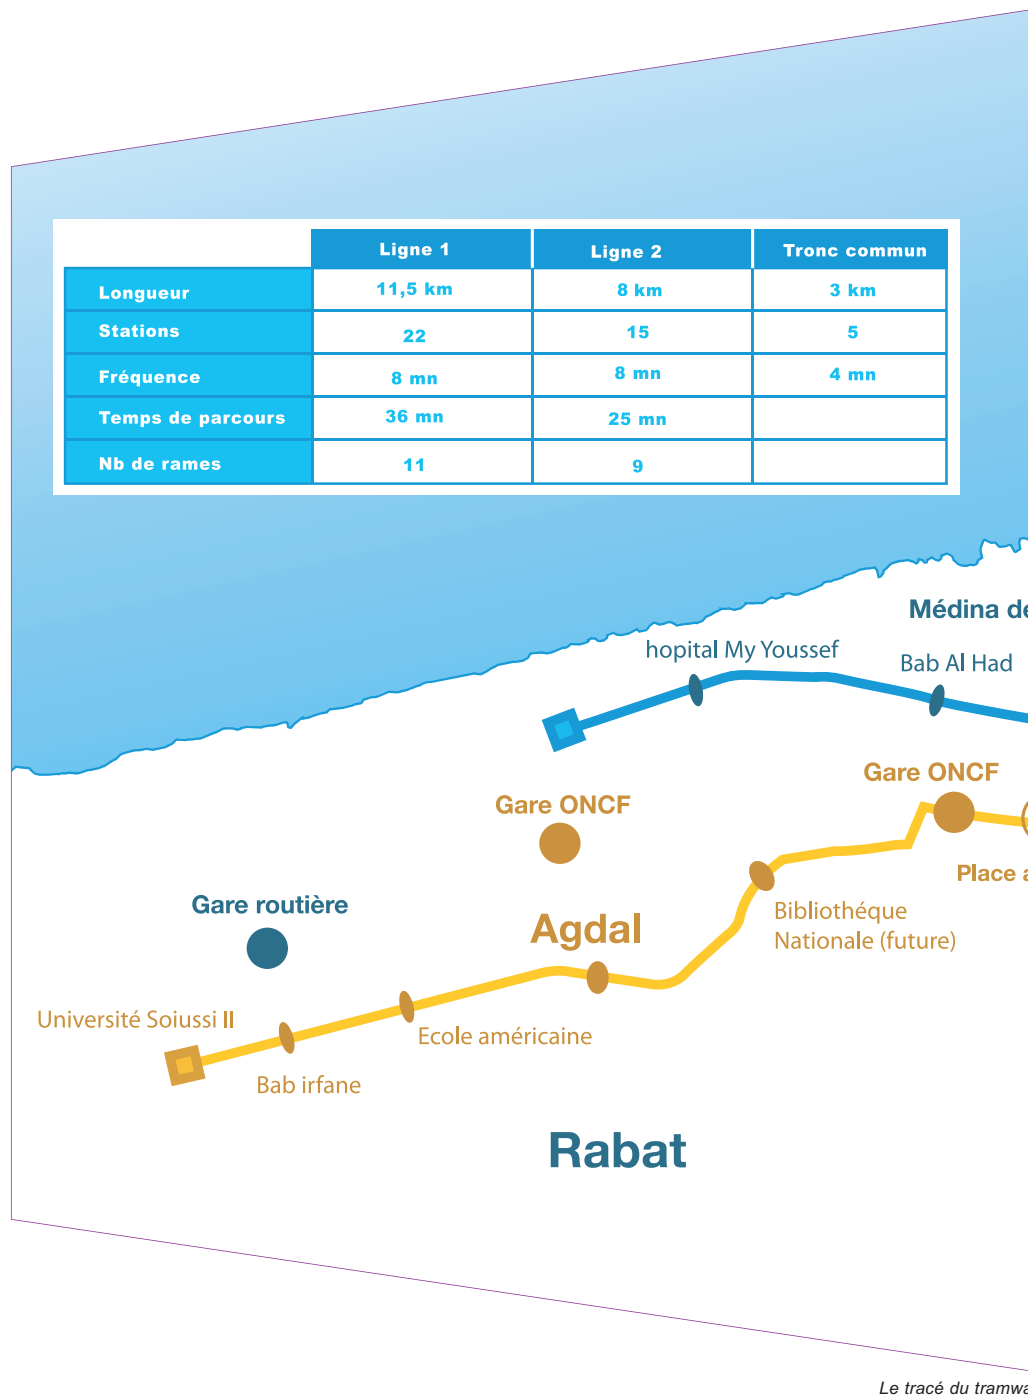 Ligne 1 Ligne 2 Tronc commun
Longueur 11,5 km 8 km 3 km
Stations 22 15 5
Fréquence 8 mn 8 mn 4 mn
Temps de parcours 36 mn 25 mn
Nb de rames 11 9
Médina de
hopital My Youssef
Bab Al Had
Gare ONCF
Gare ONCF
Place a
Gare routière
Agdal
Bibliothéque
Nationale (future)
Université Soiussi II
Ecole américaine
Bab irfane
Rabat
Le tracé du tramwa